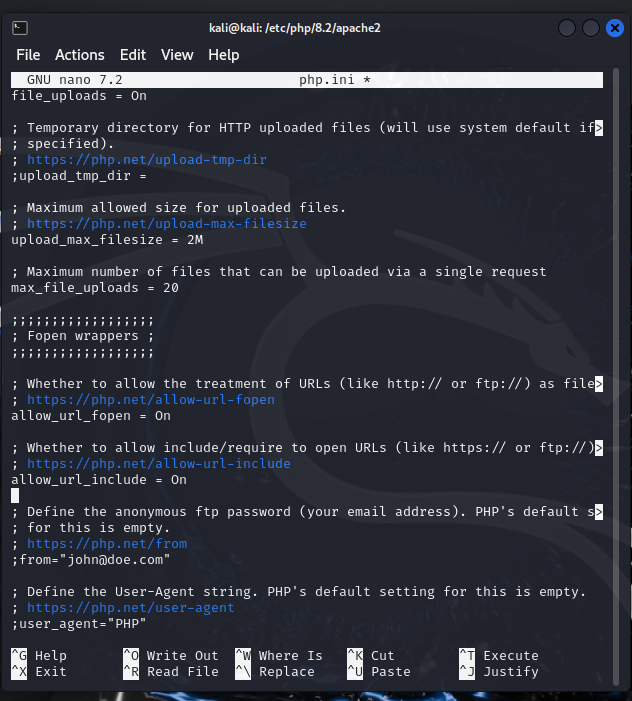 kali@kali: /etc/php/8.2/apache2
File Actions Edit View Help
GNU nano 7.2 php.ini *
file_uploads = On
; Temporary directory for HTTP uploaded files (will use system default if>
; specified).
; https://php.net/upload-tmp-dir
;upload_tmp_dir =
; Maximum allowed size for uploaded files.
; https://php.net/upload-max-filesize
upload_max_filesize = 2M
; Maximum number of files that can be uploaded via a single request
max_file_uploads = 20
;;;;;;;;;;;;;;;;;;
; Fopen wrappers ;
;;;;;;;;;;;;;;;;;;
; Whether to allow the treatment of URLs (like http:// or ftp://) as file>
; https://php.net/allow-url-fopen
allow_url_fopen = On
; Whether to allow include/require to open URLs (like https:// or ftp://)>
; https://php.net/allow-url-include
allow_url_include = On
; Define the anonymous ftp password (your email address). PHP's default s>
; for this is empty.
; https://php.net/from
;from="john@doe.com"
; Define the User-Agent string. PHP's default setting for this is empty.
; https://php.net/user-agent
;user_agent="PHP"
^G Help ^O Write Out ^W Where Is ^K Cut ^T Execute
^X Exit ^R Read File ^\ Replace ^U Paste ^J Justify